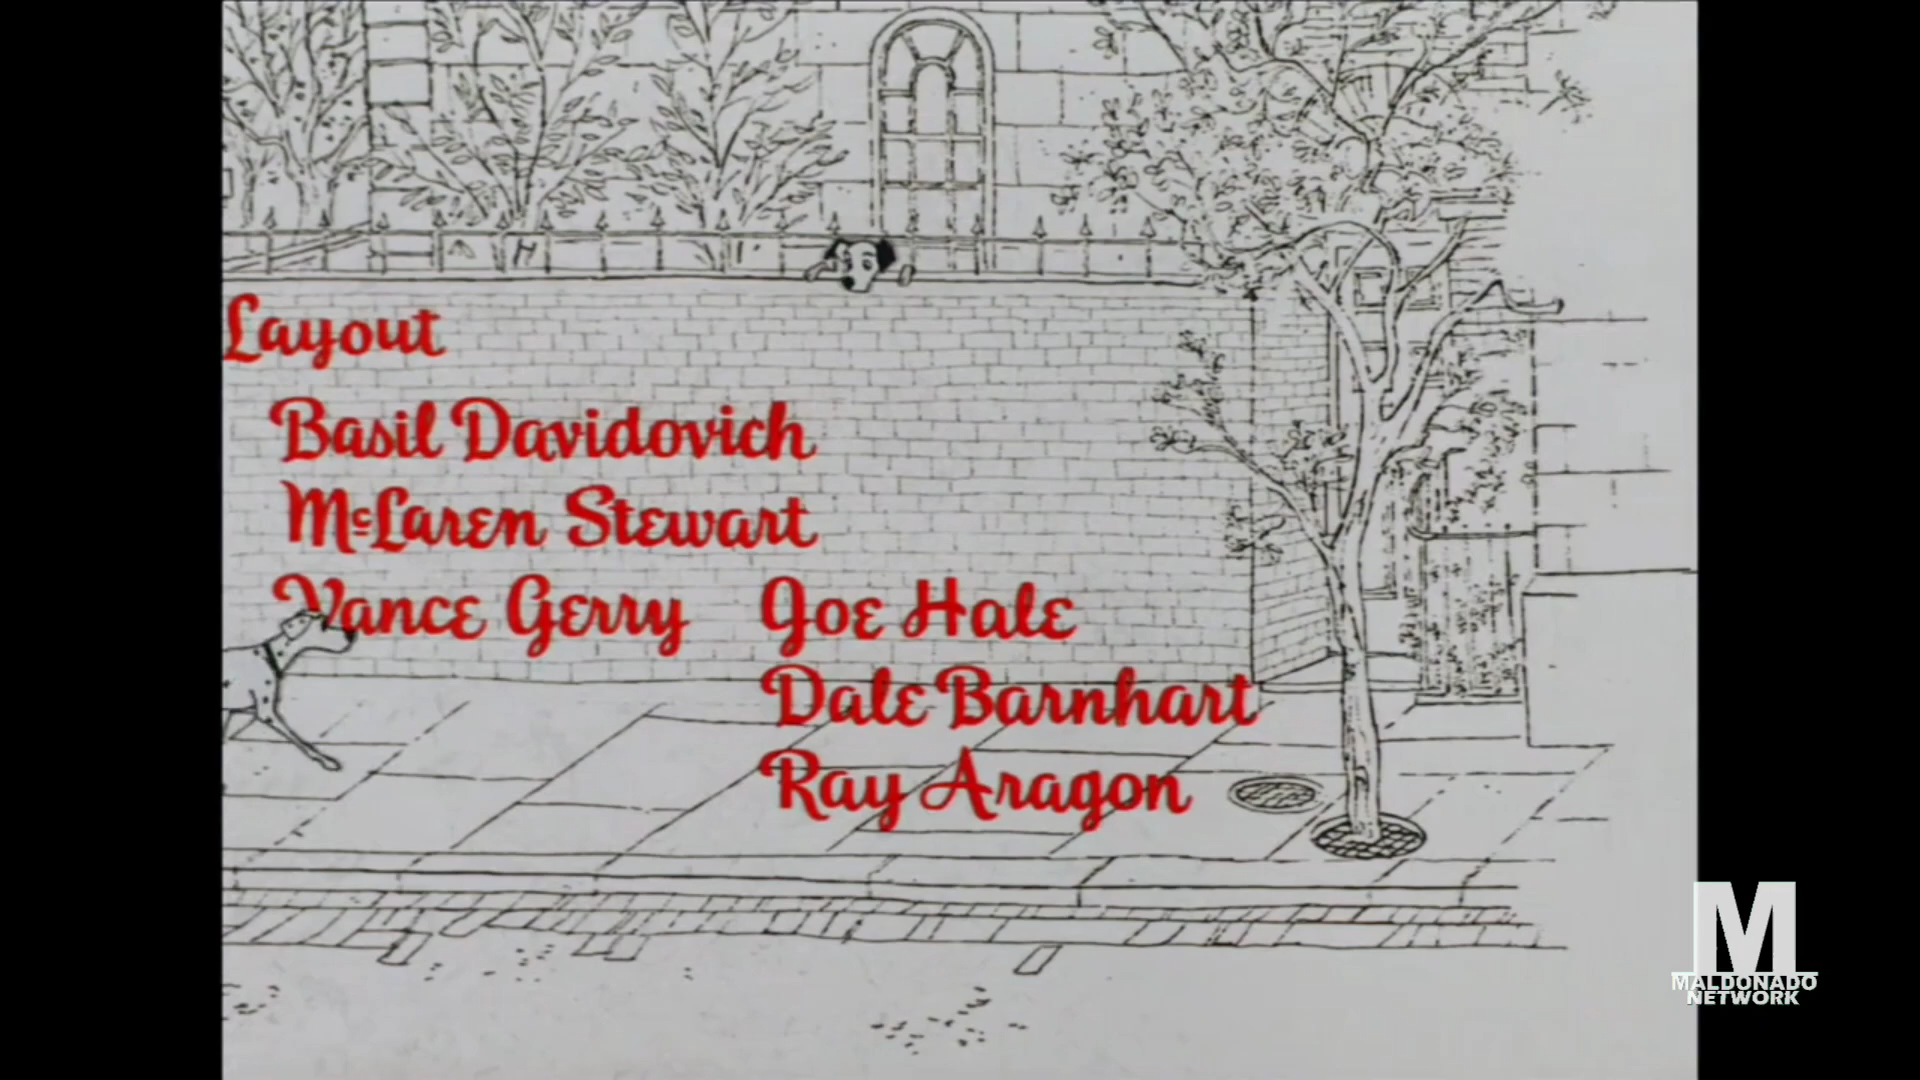 Layout
Basil Davidovich
McLaren Stewart
Vance Gerry Joe Hale
Dale Barnhart
Ray Aragon
M
MALDONADO
NETWORK